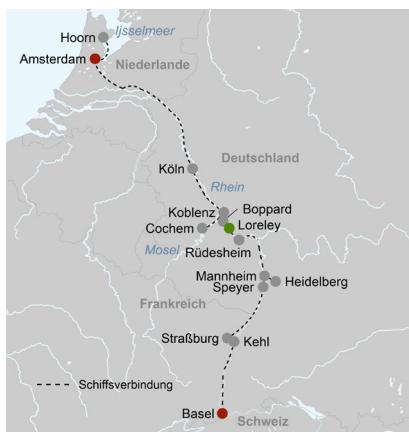 Hoorn
Ijsselmeer
Amsterdam
Niederlande
Köln
Deutschland
Rhein
Koblenz
Boppard
Cochem
Loreley
Mosel
Rüdesheim
Mannheim
Speyer
Heidelberg
Frankreich
Straßburg
Kehl
Schiffsverbindung
Basel
Schweiz